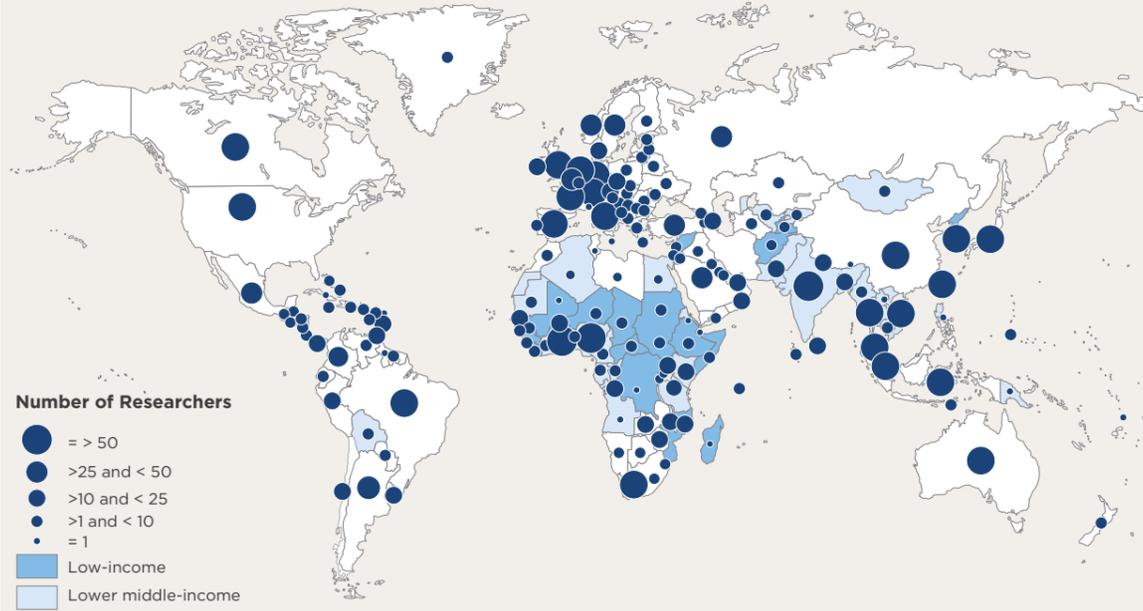 Number of Researchers
= > 50
>25 and < 50
>10 and < 25
>1 and < 10
= 1
Low-income
Lower middle-income